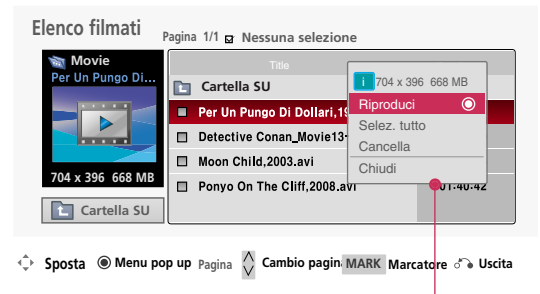 Elenco filmati
Pagina 1/1 Nessuna selezione
Movie
Per Un Pungo Di...
704 x 396 668 MB
Cartella SU
Title
Cartella SU
Per Un Pungo Di Dollari,19
Detective Conan_Movie13
Moon Child,2003.avi
Ponyo On The Cliff,2008.avi
01:40:42
i 704 x 396 668 MB
Riproduci
Selez. tutto
Cancella
Chiudi
Sposta Menu pop up Pagina Cambio pagin MARK Marcatore Uscita